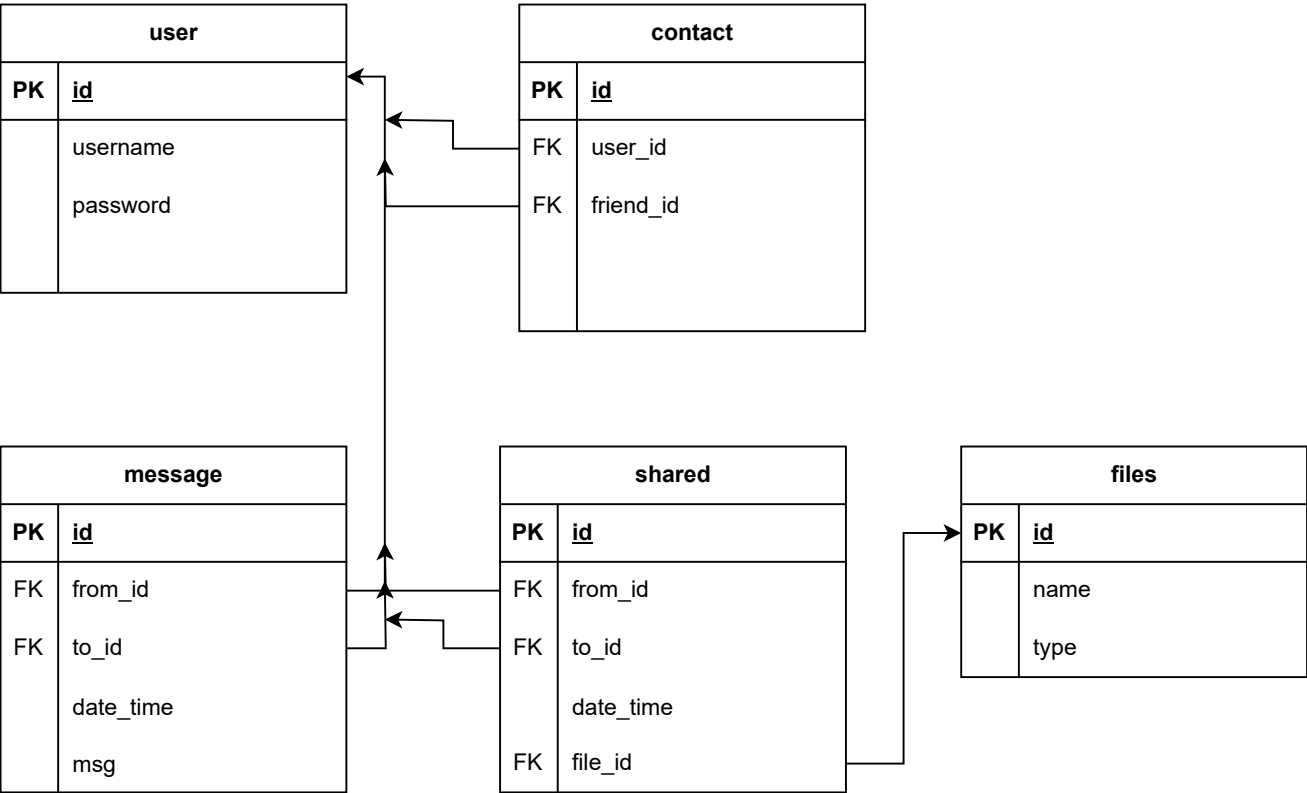 user
PK id
username
password
contact
PK id
FK user_id
FK friend_id
message
PK id
FK from_id
FK to_id
date_time
msg
shared
PK id
FK from_id
FK to_id
date_time
FK file_id
files
PK id
name
type